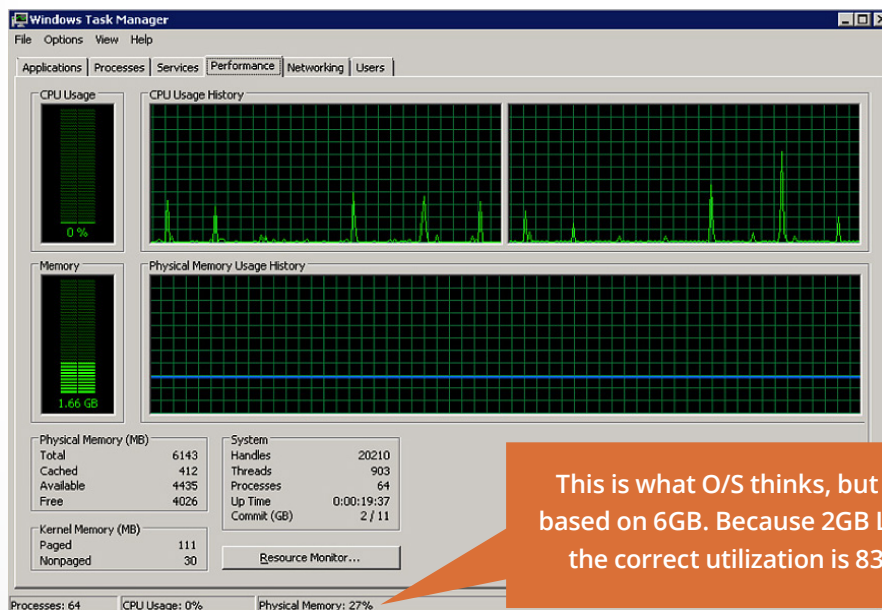 Windows Task Manager
File Options View Help
Applications Processes Services Performance Networking Users
CPU Usage
CPU Usage History
0 %
Memory
Physical Memory Usage History
1.66 GB
Physical Memory (MB)
Total 6143
Cached 412
Available 4435
Free 4026
System
Handles 20210
Threads 903
Processes 64
Up Time 0:00:19:37
Commit (GB) 2 / 11
Kernel Memory (MB)
Paged 111
Nonpaged 30
Resource Monitor...
This is what O/S thinks, but
based on 6GB. Because 2GB
the correct utilization is 83
Processes: 64 CPU Usage: 0% Physical Memory: 27%